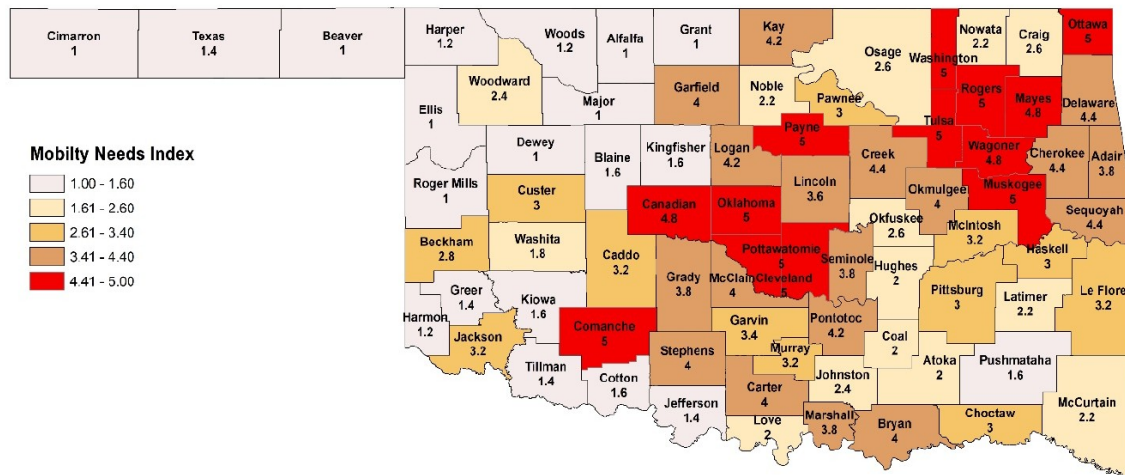 Cimarron
1
Texas
1.4
Beaver
1
Harper
1.2
Woods
1.2
Alfalfa
1
Grant
1
Kay
4.2
Osage
2.6
Washington
5
Nowata
2.2
Craig
2.6
Ottawa
5
Woodward
2.4
Ellis
1
Major
1
Garfield
4
Noble
2.2
Pawnee
3
Rogers
5
Mayes
4.8
Delaware
4.4
Mobilty Needs Index
1.00 - 1.60
1.61 - 2.60
2.61 - 3.40
3.41 - 4.40
4.41 - 5.00
Dewey
1
Blaine
1.6
Kingfisher
1.6
Logan
4.2
Payne
5
Creek
4.4
Tulsa
5
Wagoner
4.8
Cherokee
4.4
Adair
3.8
Roger Mills
1
Custer
3
Canadian
4.8
Oklahoma
5
Lincoln
3.6
Okmulgee
4
Muskogee
5
Sequoyah
4.4
Beckham
2.8
Washita
1.8
Caddo
3.2
Grady
3.8
McClain
4
Cleveland
5
Pottawatomie
5
Seminole
3.8
Okfuskee
2.6
McIntosh
3.2
Haskell
3
Hughes
2
Pittsburg
3
Latimer
2.2
Le Flore
3.2
Harmon
1.2
Greer
1.4
Kiowa
1.6
Jackson
3.2
Comanche
5
Tillman
1.4
Cotton
1.6
Stephens
4
Garvin
3.4
Murray
3.2
Pontotoc
4.2
Coal
2
Atoka
2
Pushmataha
1.6
McCurtain
2.2
Jefferson
1.4
Carter
4
Johnston
2.4
Love
2
Marshall
3.8
Bryan
4
Choctaw
3